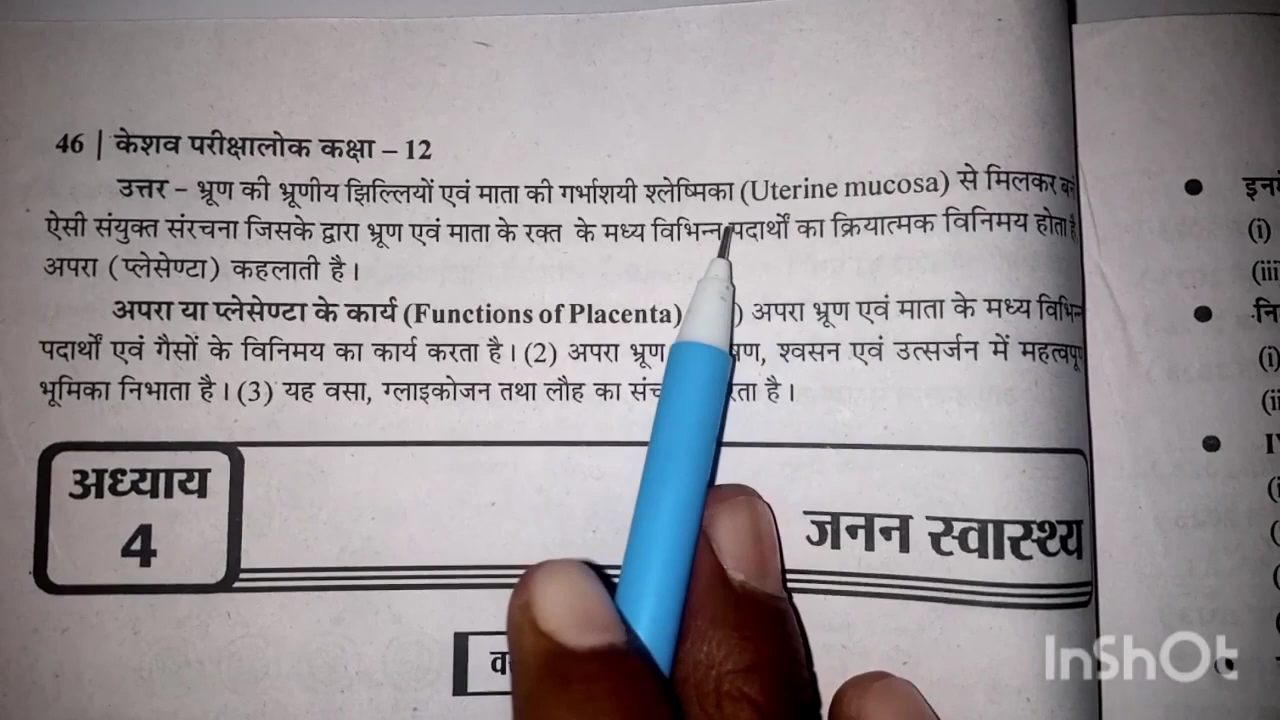 46 | केशव परीक्षालोक कक्षा – 12
उत्तर – भ्रूण की भ्रूणीय झिल्लियों एवं माता की गर्भाशयी श्लेष्मिका (Uterine mucosa) से मिलकर
ऐसी संयुक्त संरचना जिसके द्वारा भ्रूण एवं माता के रक्त के मध्य विभिन्न पदार्थों का क्रियात्मक विनिमय होता है
अपरा (प्लेसेण्टा) कहलाती है।
अपरा या प्लेसेण्टा के कार्य (Functions of Placenta) ) अपरा भ्रूण एवं माता के मध्य विभिन्न
पदार्थों एवं गैसों के विनिमय का कार्य करता है। (2) अपरा भ्रूण श्वसन एवं उत्सर्जन में महत्वपूर्ण
भूमिका निभाता है। (3) यह वसा, ग्लाइकोजन तथा लौह का है।
अध्याय
4
जनन स्वास्थ्य
(i)
(iii
नि
(i)
(ii
InShOt